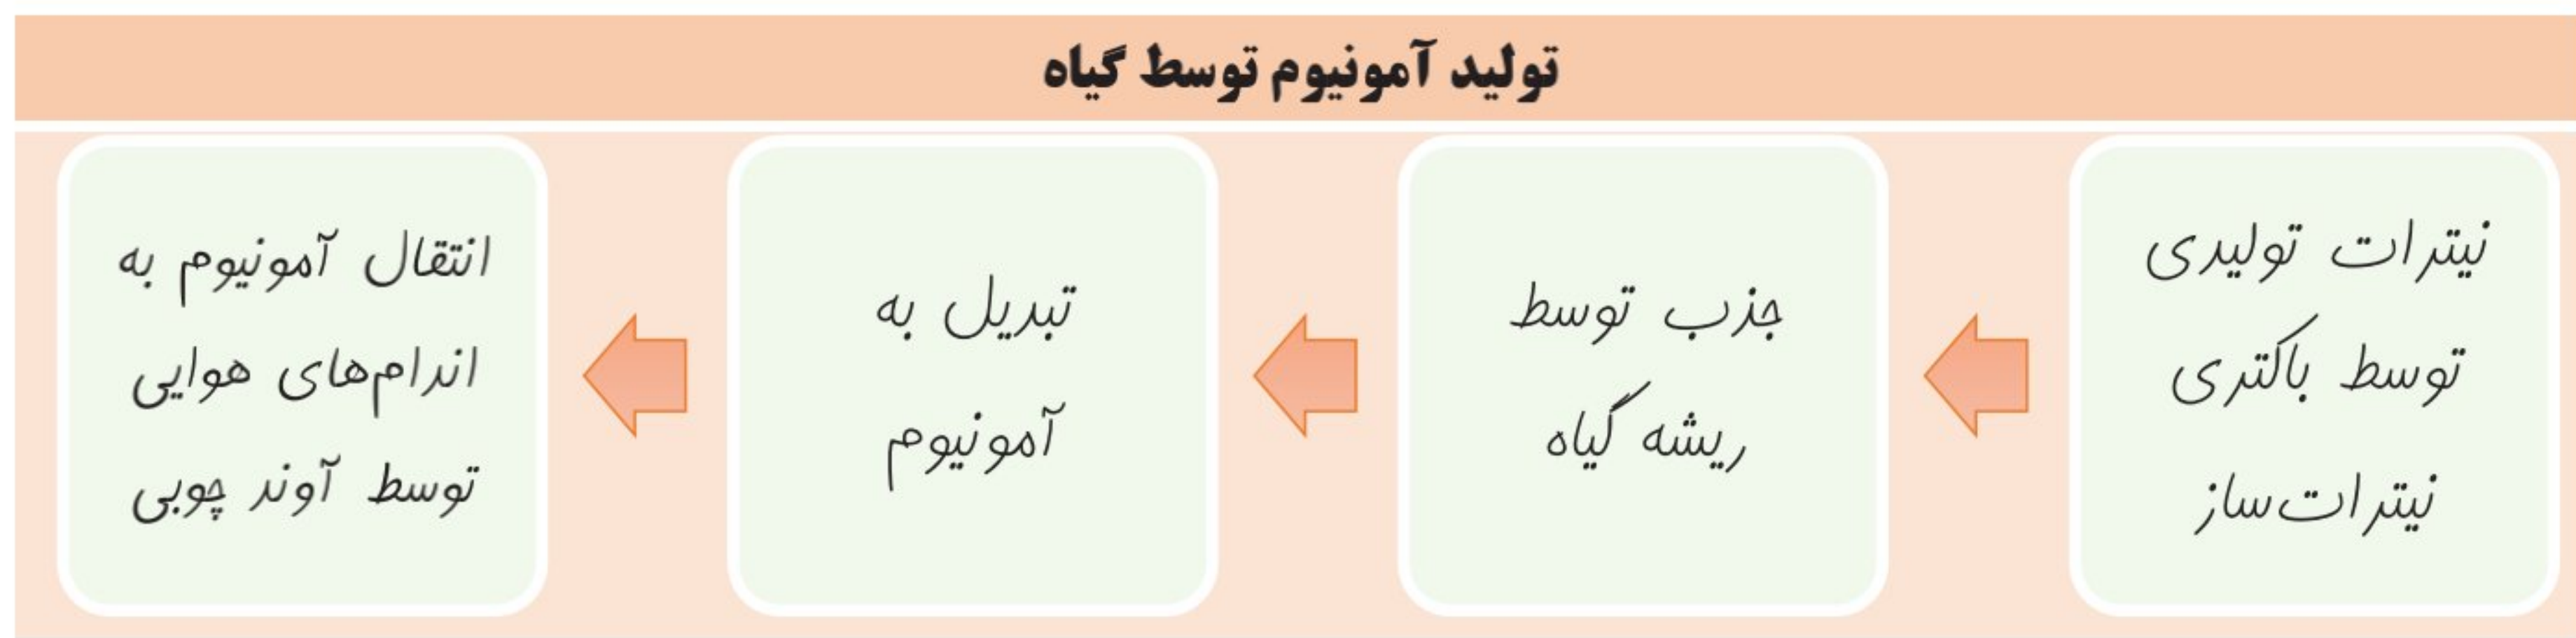 تولید آمونیوم توسط گیاه
نیترات تولیدی
توسط باکتری
نیترات‌ساز
جذب توسط
ریشه گیاه
تبدیل به
آمونیوم
انتقال آمونیوم به
اندام‌های هوایی
توسط آوند چوبی